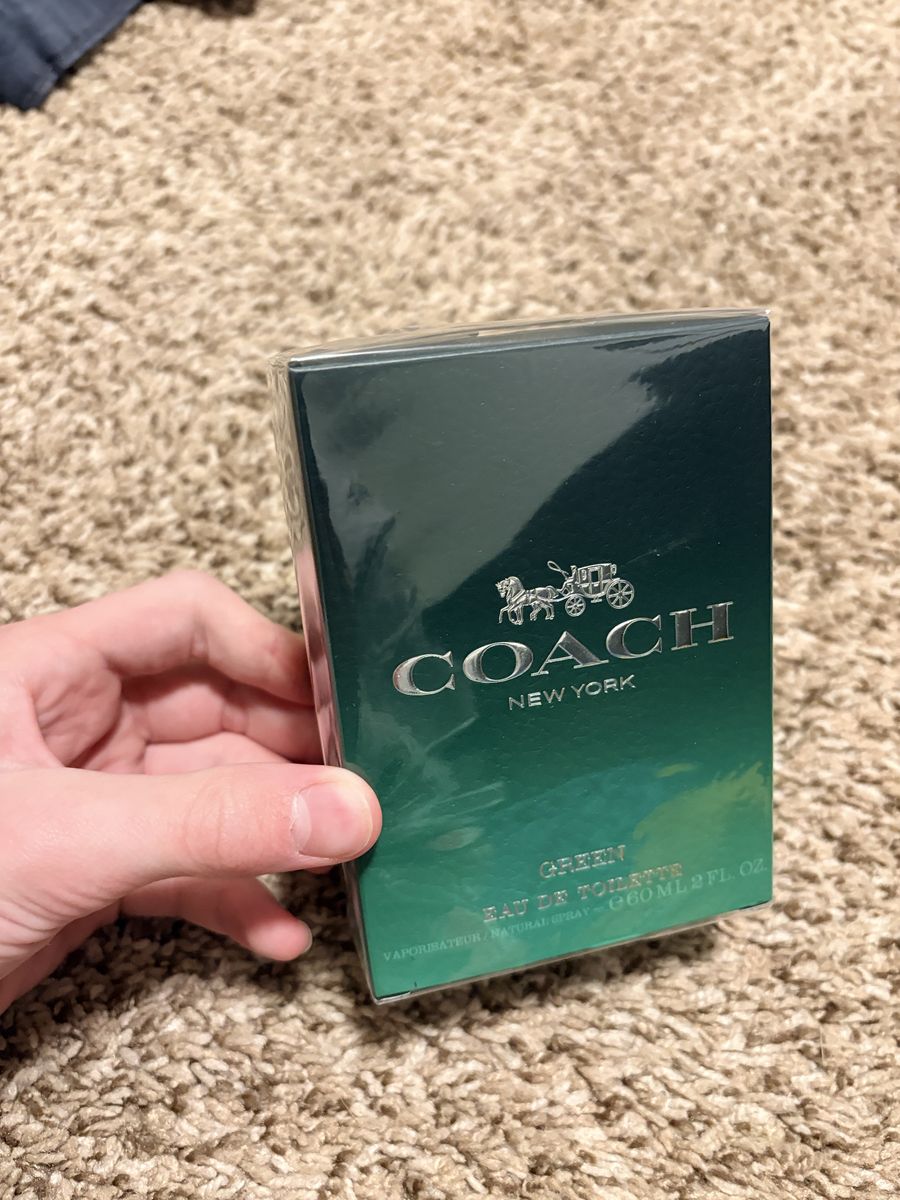 COACH
NEW YORK
GREEN
EAU DE TOILETTE
VAPORISATEUR / NATURAL SPRAY – ℮60 ML 2 FL. OZ.